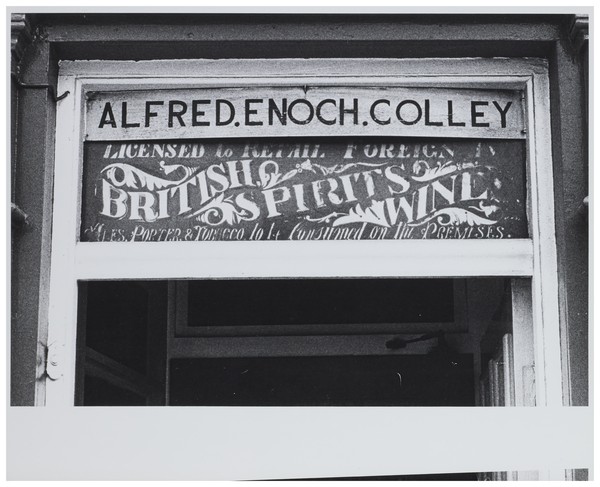 ALFRED.ENOCH.COLLEY
LICENSED to RETAIL FOREIGN
BRITISH SPIRITS WINE
ALES, PORTER & TOBACCO to be Consumed on the PREMISES.